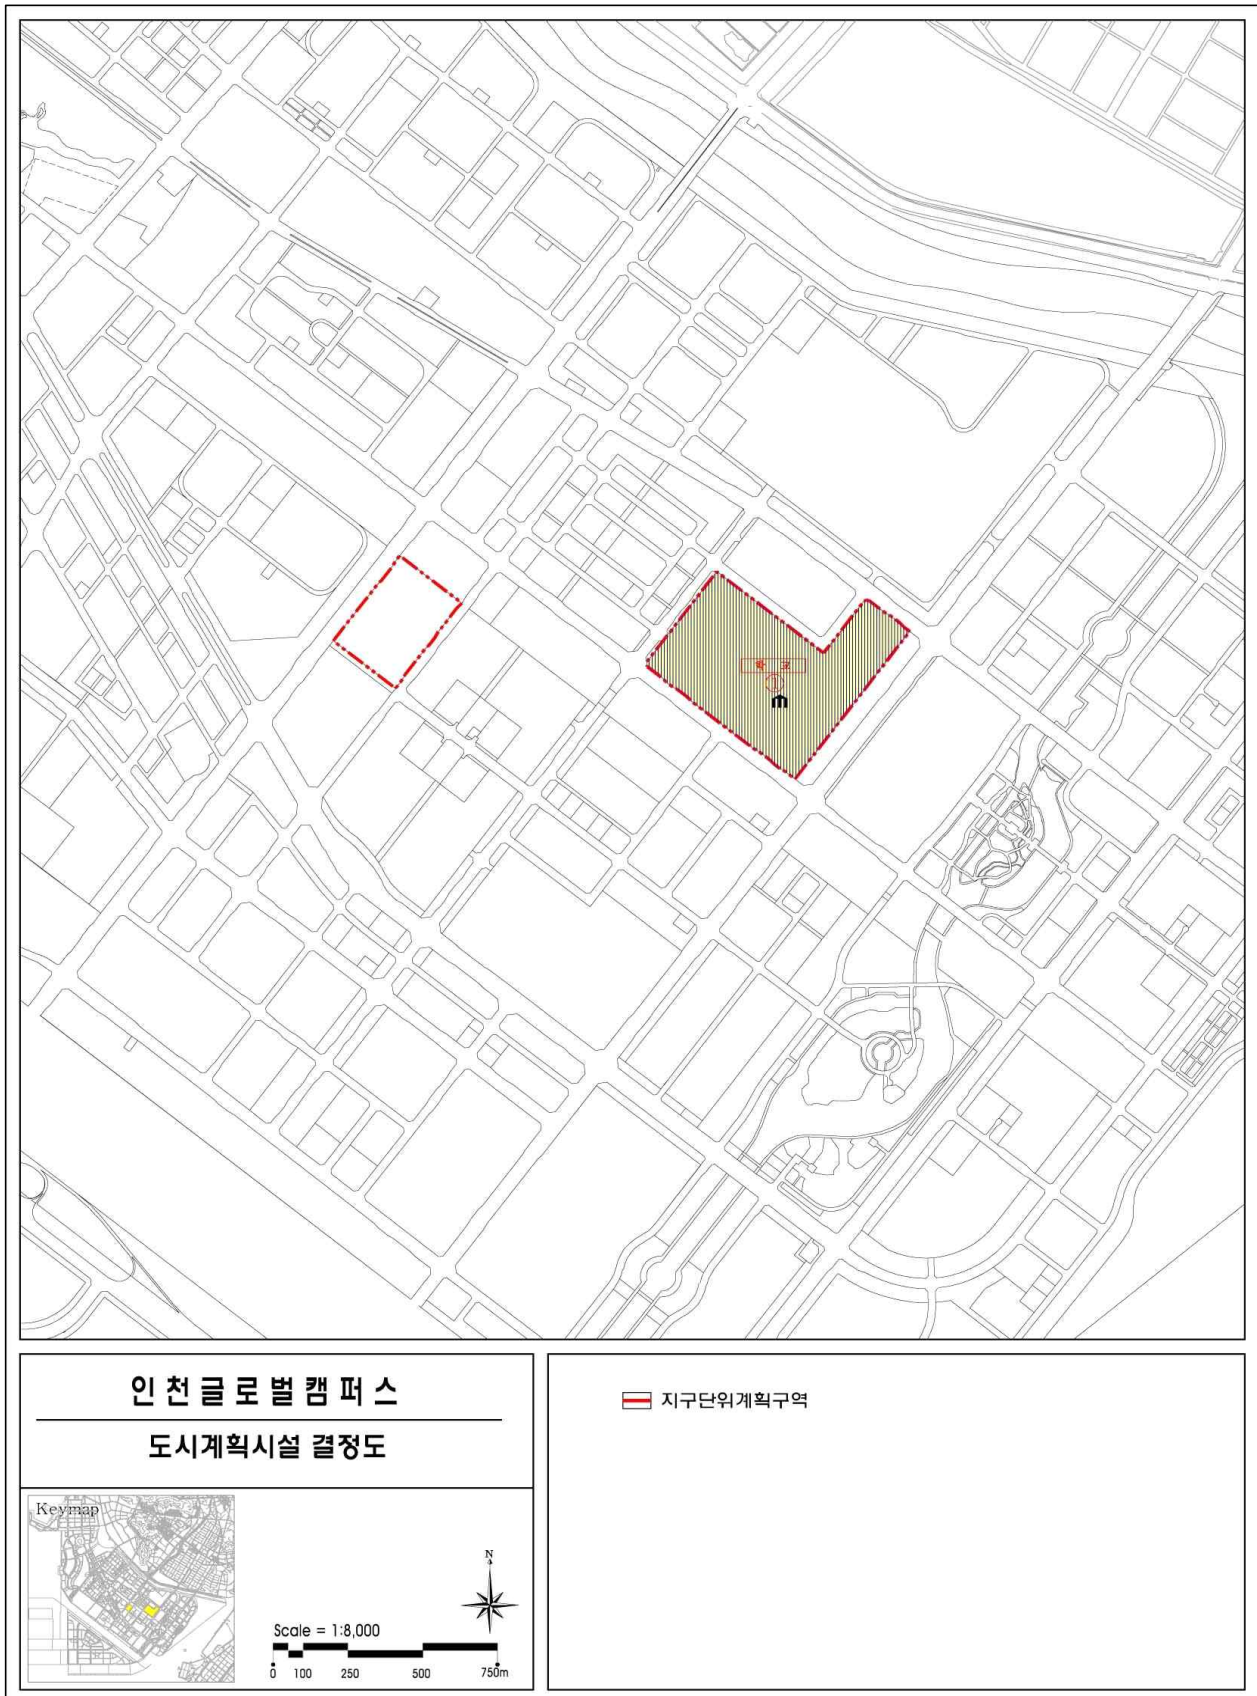 학 교
1
인천글로벌캠퍼스
도시계획시설 결정도
지구단위계획구역
Keymap
N
Scale = 1:8,000
0 100 250 500 750m